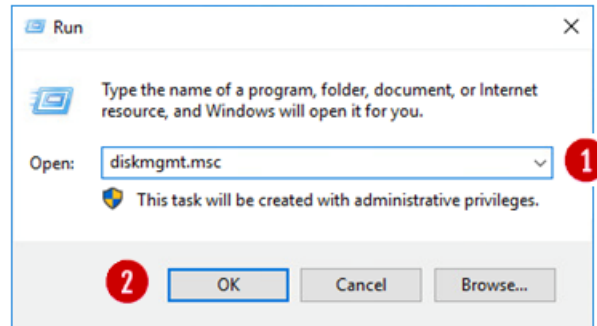 Run
Type the name of a program, folder, document, or Internet
resource, and Windows will open it for you.
Open: diskmgmt.msc
1
This task will be created with administrative privileges.
2 OK Cancel Browse...